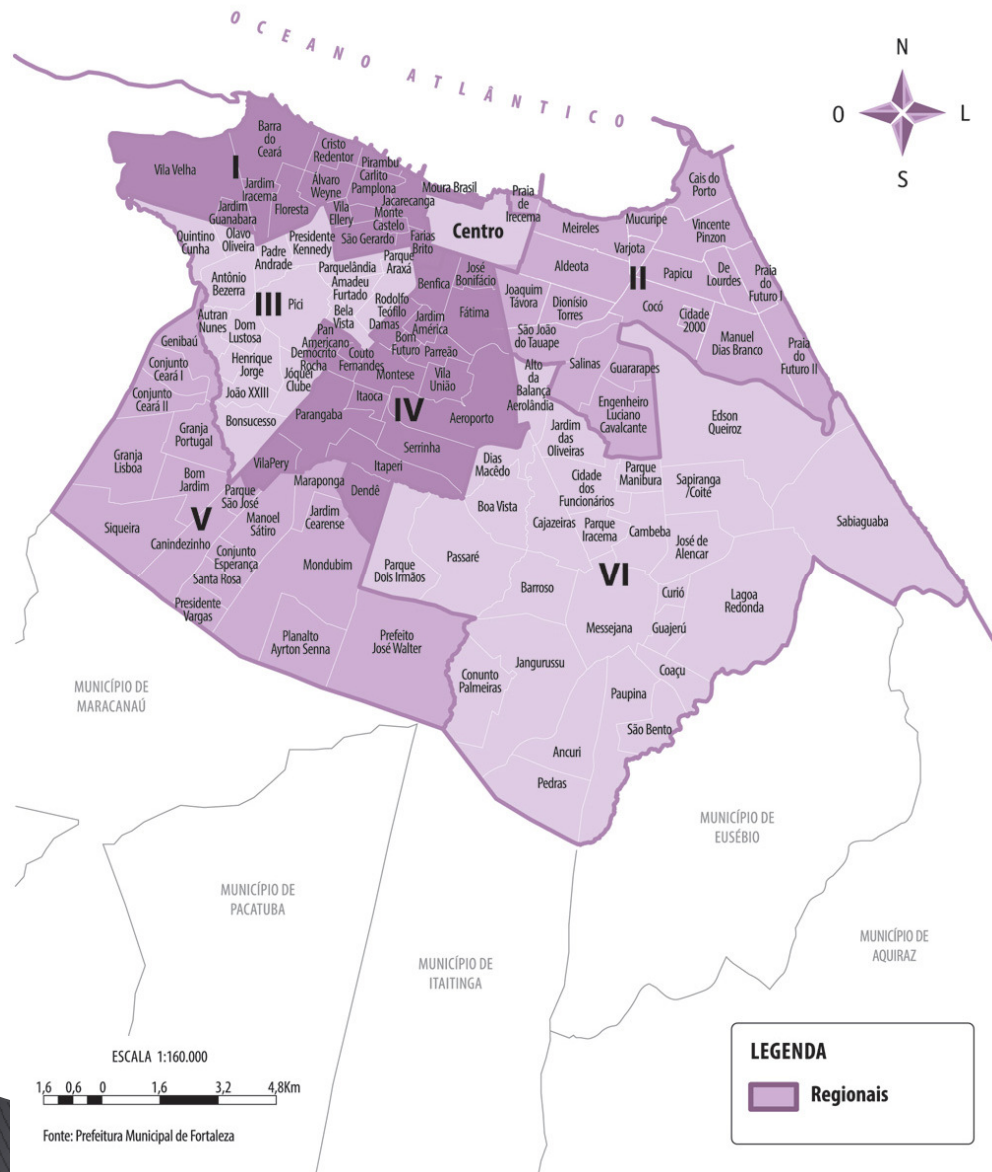 OCEANO ATLÂNTICO
N
O
L
S
Barra
do
Ceará
Vila Velha
I
Cristo
Redentor
Pirambu
Carlito
Pamplona
Álvaro
Weyne
Jacarecanga
Moura Brasil
Jardim
Iracema
Floresta
Vila
Ellery
Monte
Castelo
São Gerardo
Farias
Brito
Jardim
Guanabara
Quintino
Cunha
Olavo
Oliveira
Padre
Andrade
Presidente
Kennedy
Parquelândia
Amadeu
Furtado
Parque
Araxá
Antônio
Bezerra
III
Pici
Bela
Vista
Rodolfo
Teófilo
Damas
Autran
Nunes
Dom
Lustosa
Henrique
Jorge
Jóquei
Clube
João XXIII
Bonsucesso
Pan
Americano
Demócrito
Rocha
Couto
Fernandes
Centro
Praia
de
Irecema
Meireles
Mucuripe
Cais do
Porto
Vincente
Pinzon
Varjota
Aldeota
II
Papicu
De
Lourdes
Praia
do
Futuro I
Joaquim
Távora
Dionísio
Torres
Cocó
Cidade
2000
Manuel
Dias Branco
Praia
do
Futuro II
São João
do Tauape
Salinas
Guararapes
Engenheiro
Luciano
Cavalcante
Benfica
José
Bonifácio
Fátima
Jardim
América
Bom
Futuro
Parreão
Montese
Vila
União
Itaoca
IV
Aeroporto
Parangaba
Serrinha
Itaperi
VilaPery
Dendê
Genibaú
Conjunto
Ceará I
Conjunto
Ceará II
Granja
Portugal
Granja
Lisboa
Bom
Jardim
Parque
São José
Maraponga
Siqueira
V
Manoel
Sátiro
Jardim
Cearense
Canindezinho
Conjunto
Esperança
Mondubim
Santa Rosa
Presidente
Vargas
Planalto
Ayrton Senna
Prefeito
José Walter
Alto
da
Balança
Aerolândia
Jardim das
Oliveiras
Edson
Queiroz
Dias
Macêdo
Cidade
dos
Funcionários
Parque
Manibura
Sapiranga
/Coité
Boa Vista
Cajazeiras
Parque
Iracema
Cambeba
José de
Alencar
Sabiaguaba
Passaré
Parque
Dois Irmãos
Barroso
VI
Curió
Lagoa
Redonda
Messejana
Guajerú
Conunto
Palmeiras
Jangurussu
Coaçu
Paupina
São Bento
Ancuri
Pedras
MUNICÍPIO DE
MARACANAÚ
MUNICÍPIO DE
PACATUBA
MUNICÍPIO DE
ITAITINGA
MUNICÍPIO DE
EUSÉBIO
MUNICÍPIO DE
AQUIRAZ
ESCALA 1:160.000
1,6 0,6 0 1,6 3,2 4,8Km
Fonte: Prefeitura Municipal de Fortaleza
LEGENDA
Regionais